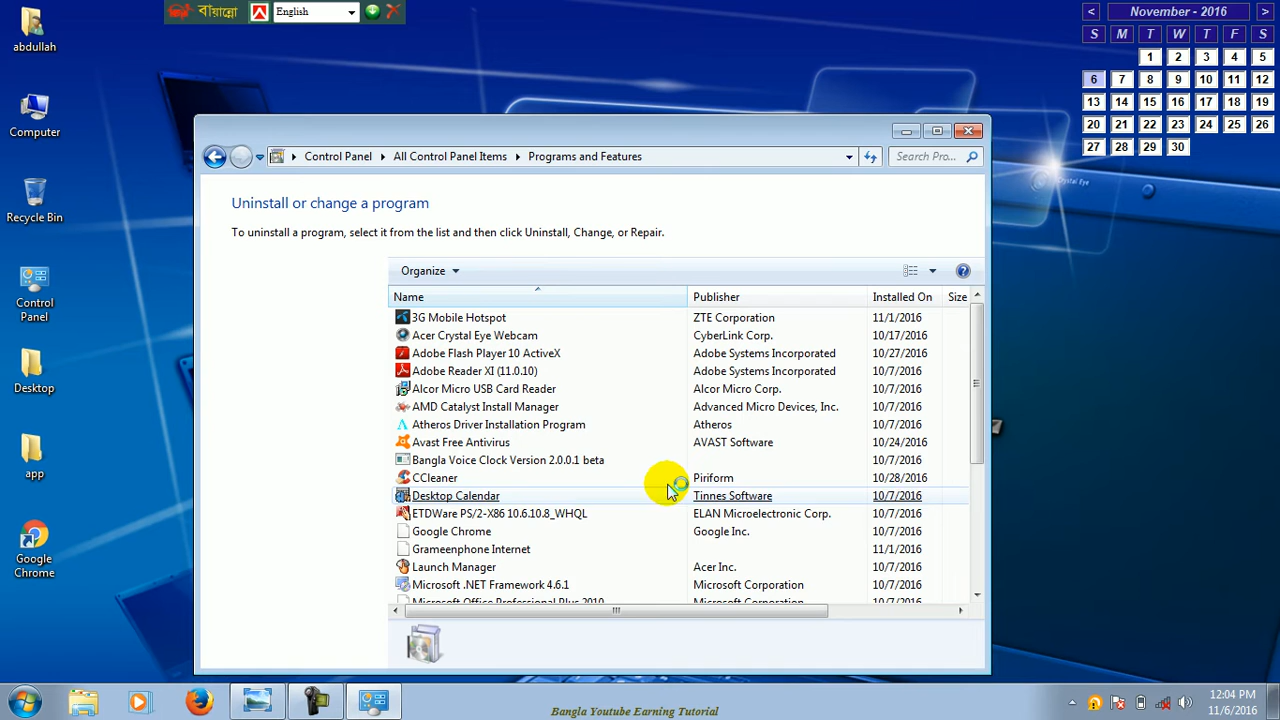 বায়ান্নো
English
abdullah
Computer
Recycle Bin
Control
Panel
Desktop
app
Google
Chrome
< November - 2016 >
S M T W T F S
1 2 3 4 5
6 7 8 9 10 11 12
13 14 15 16 17 18 19
20 21 22 23 24 25 26
27 28 29 30
Crystal Eye
Control Panel All Control Panel Items Programs and Features
Search Pro...
Uninstall or change a program
To uninstall a program, select it from the list and then click Uninstall, Change, or Repair.
Organize
Name Publisher Installed On Size
3G Mobile Hotspot ZTE Corporation 11/1/2016
Acer Crystal Eye Webcam CyberLink Corp. 10/17/2016
Adobe Flash Player 10 ActiveX Adobe Systems Incorporated 10/27/2016
Adobe Reader XI (11.0.10) Adobe Systems Incorporated 10/7/2016
Alcor Micro USB Card Reader Alcor Micro Corp. 10/7/2016
AMD Catalyst Install Manager Advanced Micro Devices, Inc. 10/7/2016
Atheros Driver Installation Program Atheros 10/7/2016
Avast Free Antivirus AVAST Software 10/24/2016
Bangla Voice Clock Version 2.0.0.1 beta 10/7/2016
CCleaner Piriform 10/28/2016
Desktop Calendar Tinnes Software 10/7/2016
ETDWare PS/2-X86 10.6.10.8_WHQL ELAN Microelectronic Corp. 10/7/2016
Google Chrome Google Inc. 10/7/2016
Grameenphone Internet 11/1/2016
Launch Manager Acer Inc. 10/7/2016
Microsoft .NET Framework 4.6.1 Microsoft Corporation 10/7/2016
Microsoft Office Professional Plus 2010 Microsoft Corporation 10/7/2016
Bangla Youtube Earning Tutorial
12:04 PM
11/6/2016